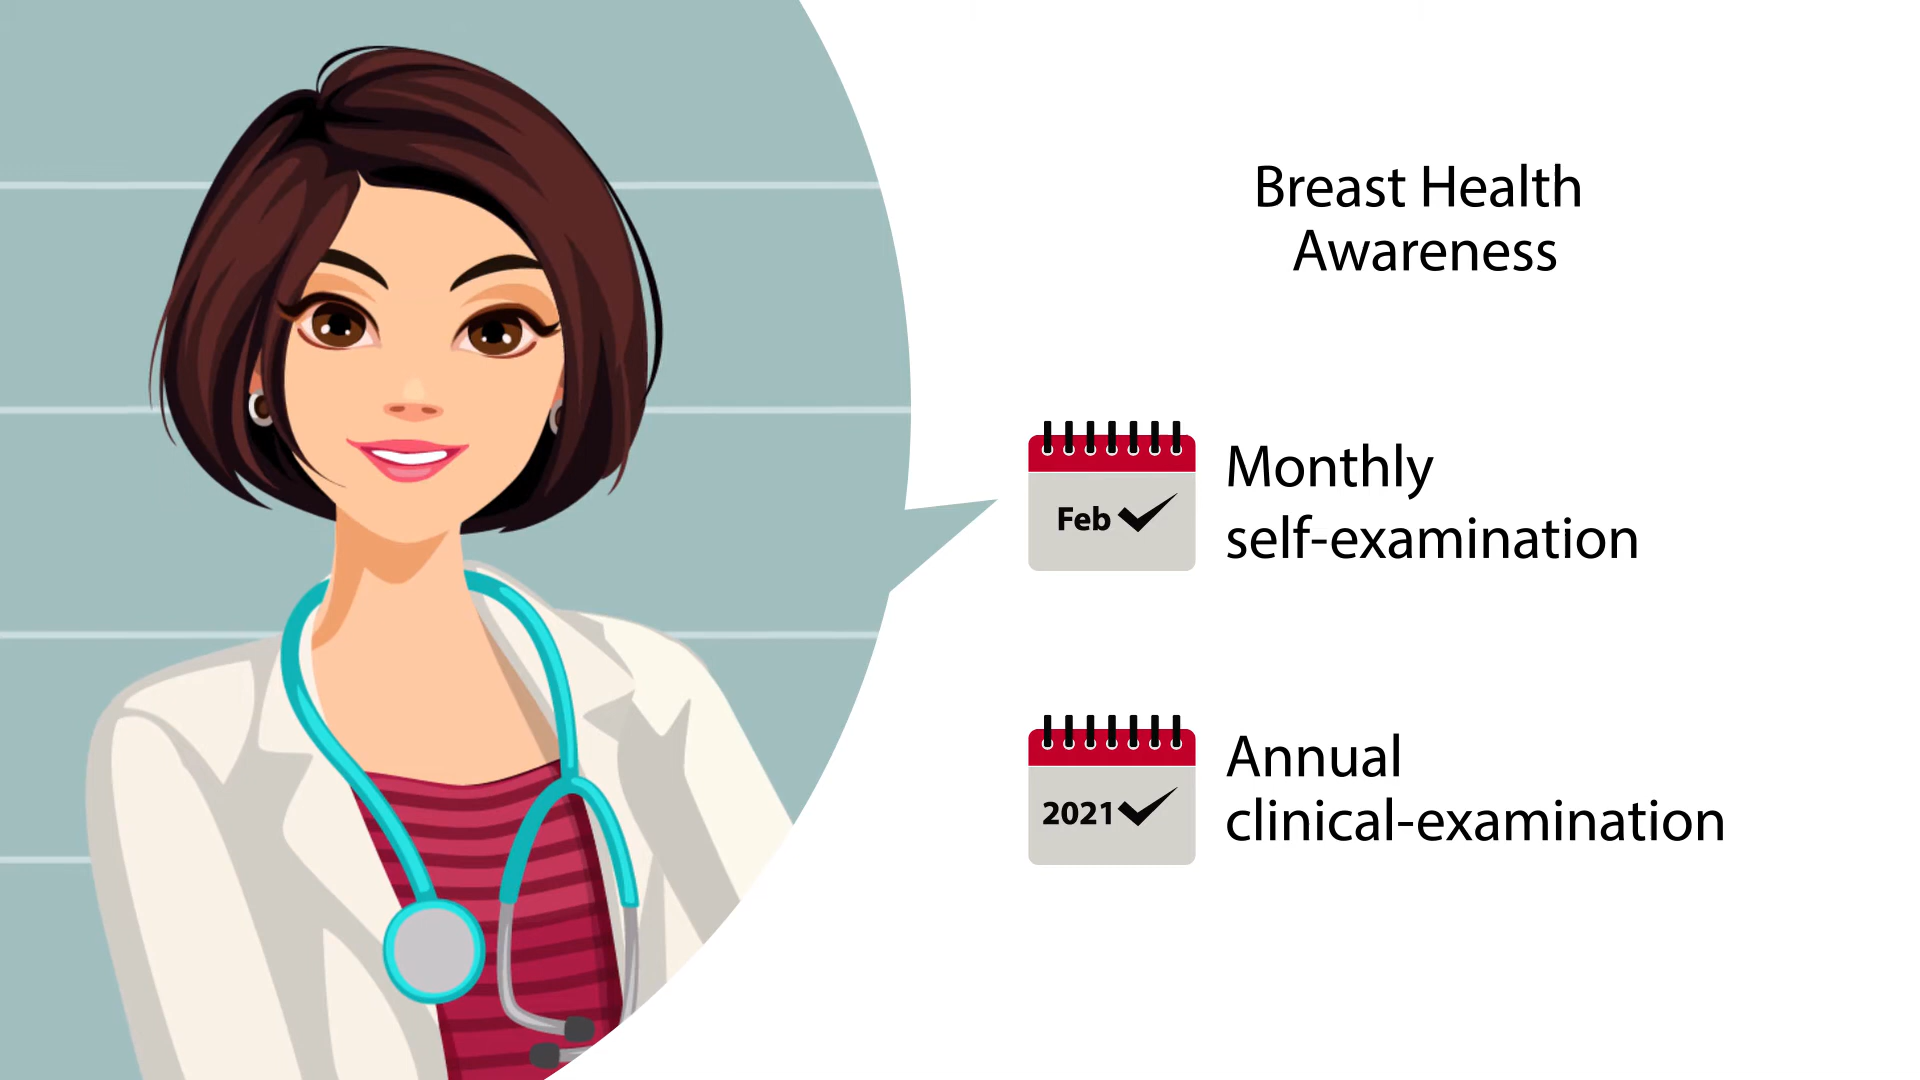 Breast Health
Awareness
Feb
Monthly
self-examination
2021
Annual
clinical-examination